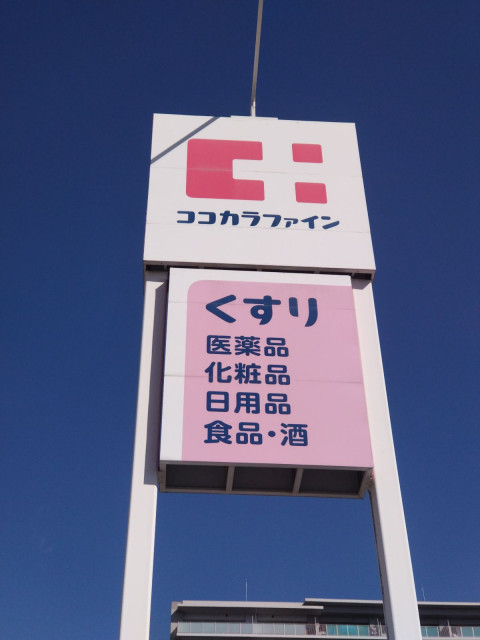 ココカラファイン
くすり
医薬品
化粧品
日用品
食品・酒